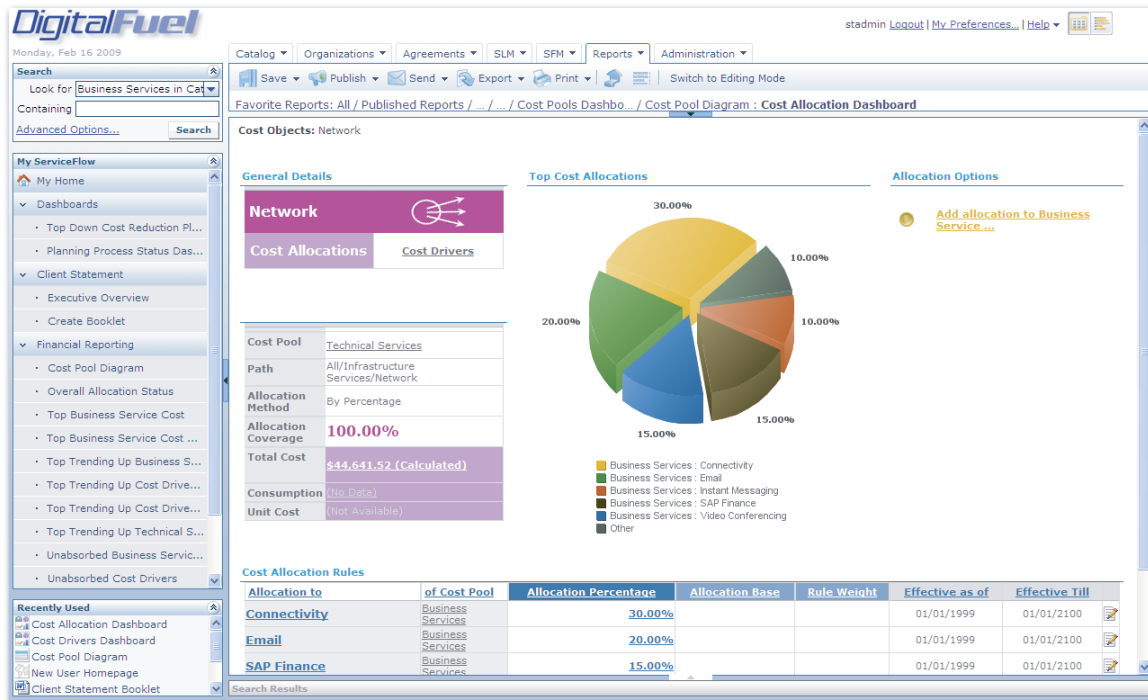 DigitalFuel
stadmin Logout | My Preferences... | Help
Monday, Feb 16 2009
Catalog Organizations Agreements SLM SFM Reports Administration
Search
Look for Business Services in Cat
Containing
Advanced Options... Search
Save Publish Send Export Print Switch to Editing Mode
Favorite Reports: All / Published Reports / ... / ... / Cost Pools Dashbo... / Cost Pool Diagram : Cost Allocation Dashboard
My ServiceFlow
My Home
Dashboards
Top Down Cost Reduction Pl...
Planning Process Status Das...
Client Statement
Executive Overview
Create Booklet
Financial Reporting
Cost Pool Diagram
Overall Allocation Status
Top Business Service Cost
Top Business Service Cost ...
Top Trending Up Business S...
Top Trending Up Cost Drive...
Top Trending Up Cost Drive...
Top Trending Up Technical S...
Unabsorbed Business Servic...
Unabsorbed Cost Drivers
Recently Used
Cost Allocation Dashboard
Cost Drivers Dashboard
Cost Pool Diagram
New User Homepage
Client Statement Booklet
Cost Objects: Network
General Details
Network
Cost Allocations Cost Drivers
Cost Pool Technical Services
Path All/Infrastructure
Services/Network
Allocation
Method By Percentage
Allocation
Coverage 100.00%
Total Cost $44,641.52 (Calculated)
Consumption (No Data)
Unit Cost (Not Available)
Top Cost Allocations
30.00%
10.00%
20.00%
10.00%
15.00%
15.00%
Business Services : Connectivity
Business Services : Email
Business Services : Instant Messaging
Business Services : SAP Finance
Business Services : Video Conferencing
Other
Allocation Options
Add allocation to Business
Service ...
Cost Allocation Rules
Allocation to of Cost Pool Allocation Percentage Allocation Base Rule Weight Effective as of Effective Till
Connectivity Business Services 30.00% 01/01/1999 01/01/2100
Email Business Services 20.00% 01/01/1999 01/01/2100
SAP Finance Business Services 15.00% 01/01/1999 01/01/2100
Search Results